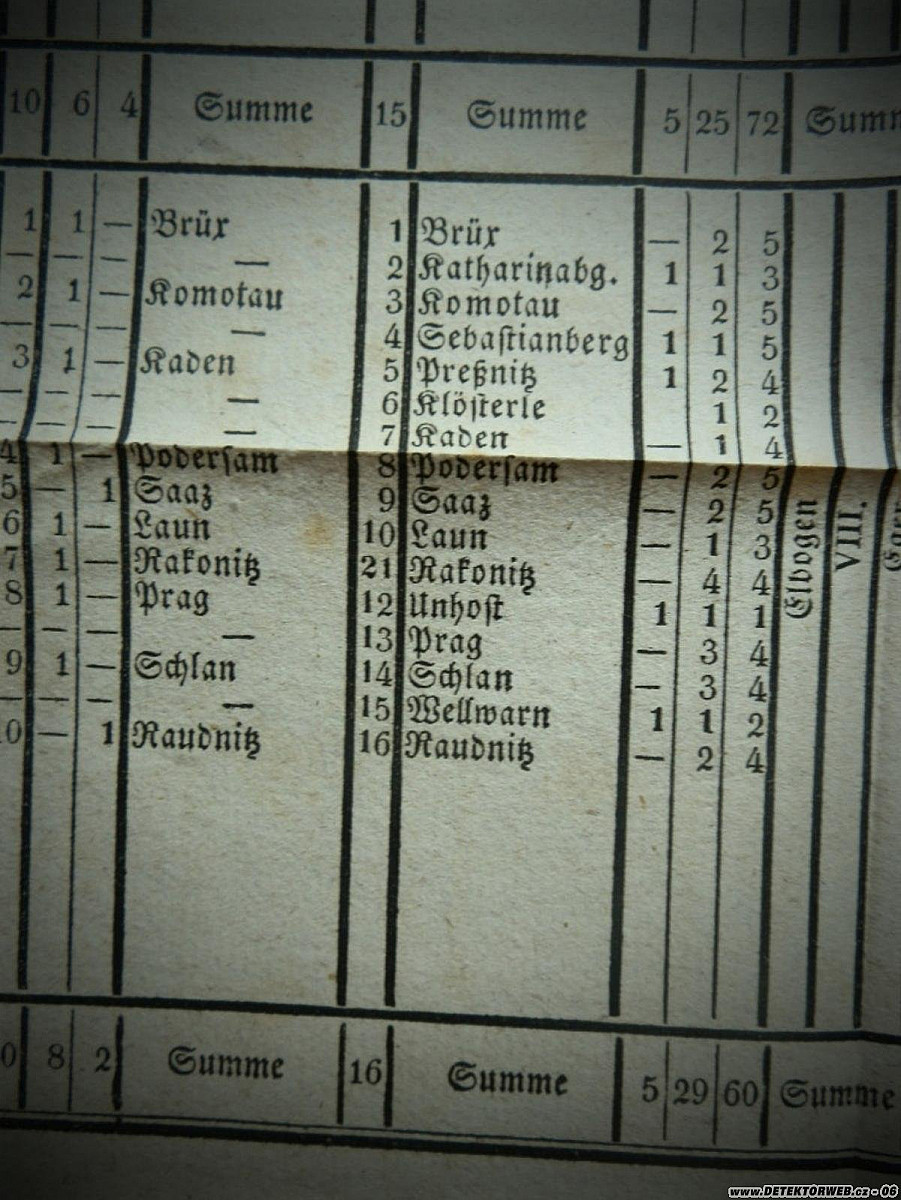 10 6 4 Summe 15 Summe 5 25 72 Summ
1 1 — Brüx 1 Brüx — 2 5
— — — — 2 Katharinabg. 1 1 3
2 1 — Komotau 3 Komotau — 2 5
— — — — 4 Sebaſtianberg 1 1 5
3 1 — Kaden 5 Preßnitz 1 2 4
— — — — 6 Klöſterle 1 2
— — — — 7 Kaden — 1 4
4 1 — Poderſam 8 Poderſam — 2 5
5 — 1 Saaz 9 Saaz — 2 5
6 1 — Laun 10 Laun — 1 3
7 1 — Rakonitz 21 Rakonitz — 4 4
8 1 — Prag 12 Unhoſt 1 1 1
— — — — 13 Prag — 3 4
9 1 — Schlan 14 Schlan — 3 4
— — — — 15 Wellwarn 1 1 2
0 — 1 Raudnitz 16 Raudnitz — 2 4
Elbogen
VIII.
0 8 2 Summe 16 Summe 5 29 60 Summe
www.DETEKTORWEB.cz - 06